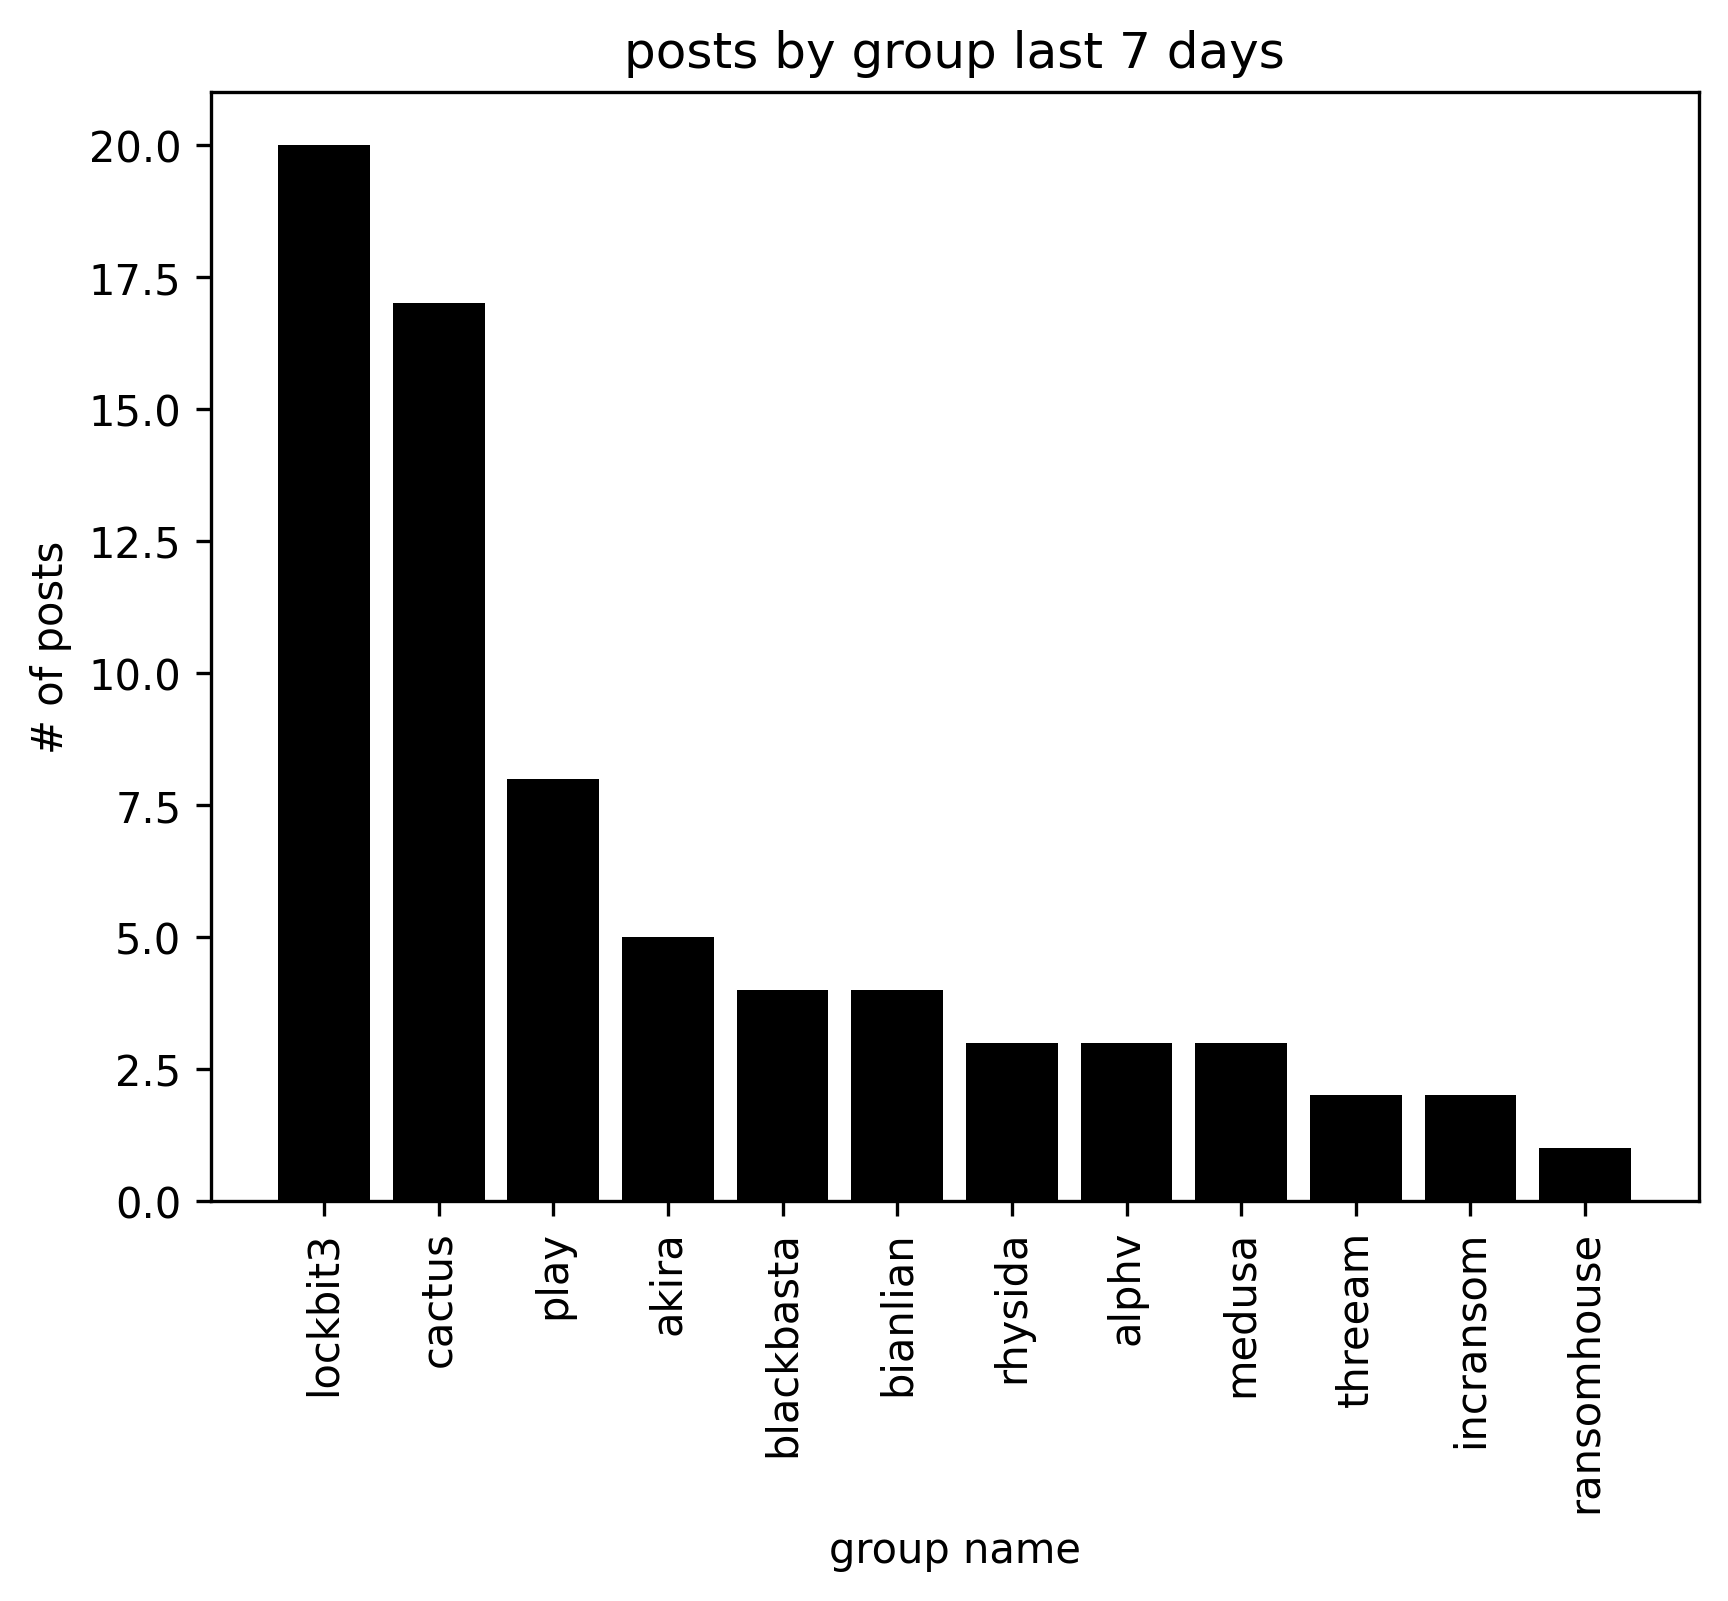 posts by group last 7 days
# of posts
20.0
17.5
15.0
12.5
10.0
7.5
5.0
2.5
0.0
lockbit3
cactus
play
akira
blackbasta
bianlian
rhysida
alphv
medusa
threeam
incransom
ransomhouse
group name